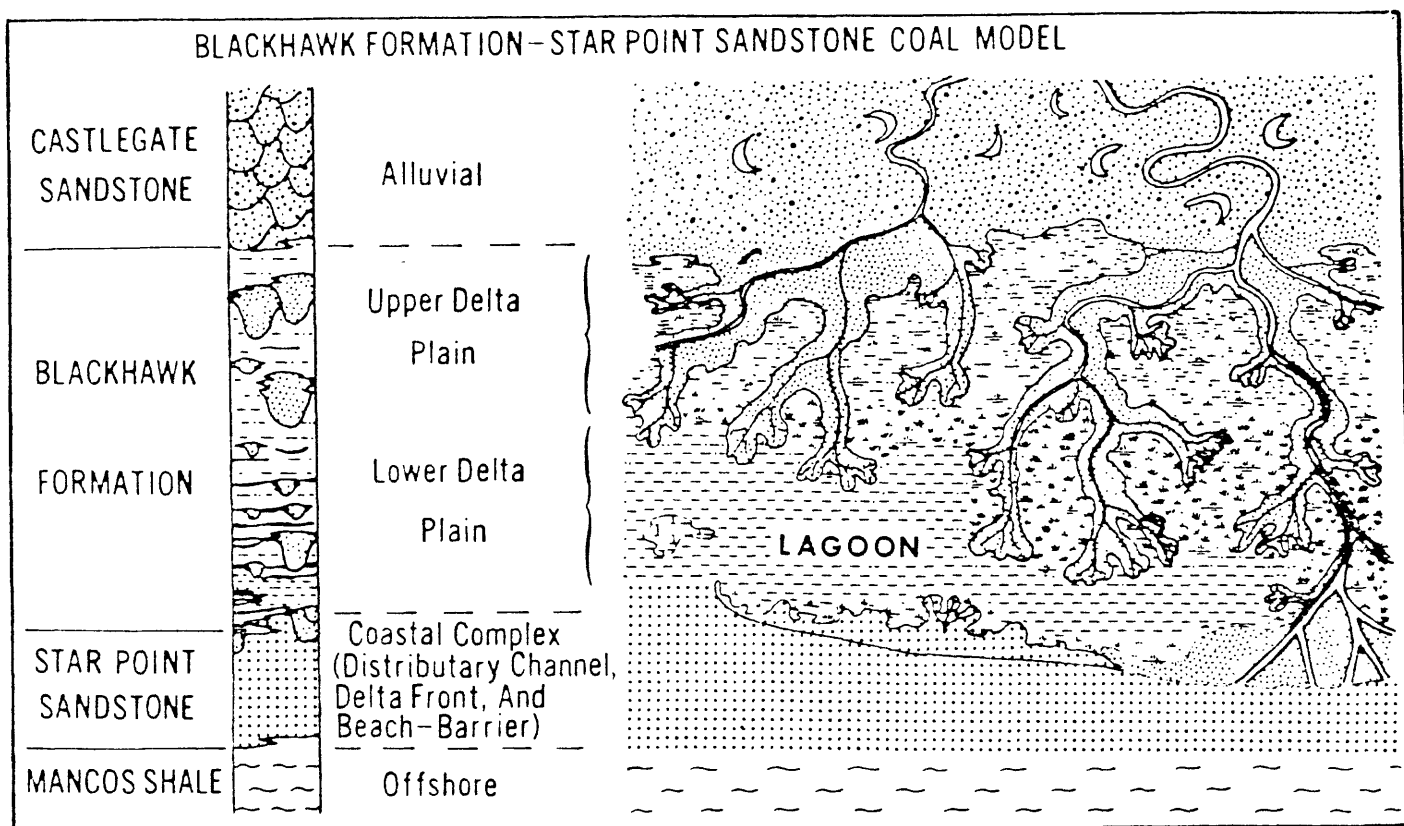 BLACKHAWK FORMATION-STAR POINT SANDSTONE COAL MODEL
CASTLEGATE
SANDSTONE
Alluvial
Upper Delta
Plain
BLACKHAWK
FORMATION
Lower Delta
Plain
LAGOON
STAR POINT
SANDSTONE
Coastal Complex
(Distributary Channel,
Delta Front, And
Beach-Barrier)
MANCOS SHALE
Offshore